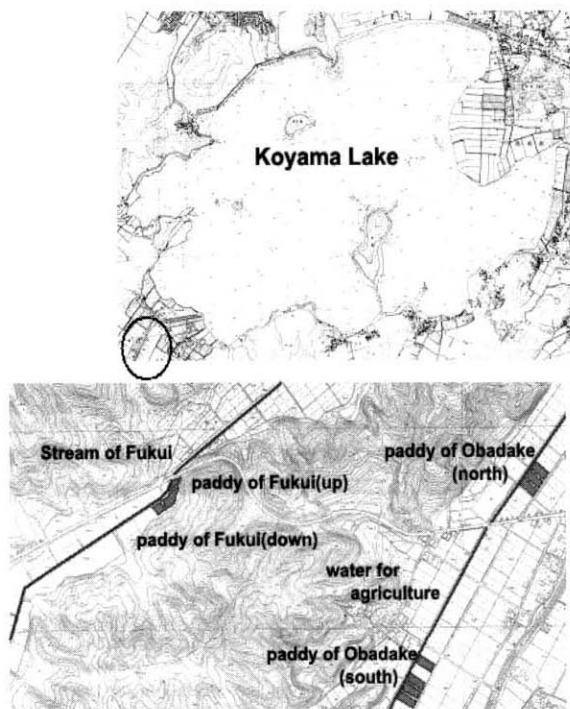 Koyama Lake
Stream of Fukui
paddy of Fukui(up)
paddy of Obadake
(north)
paddy of Fukui(down)
water for
agriculture
paddy of Obadake
(south)